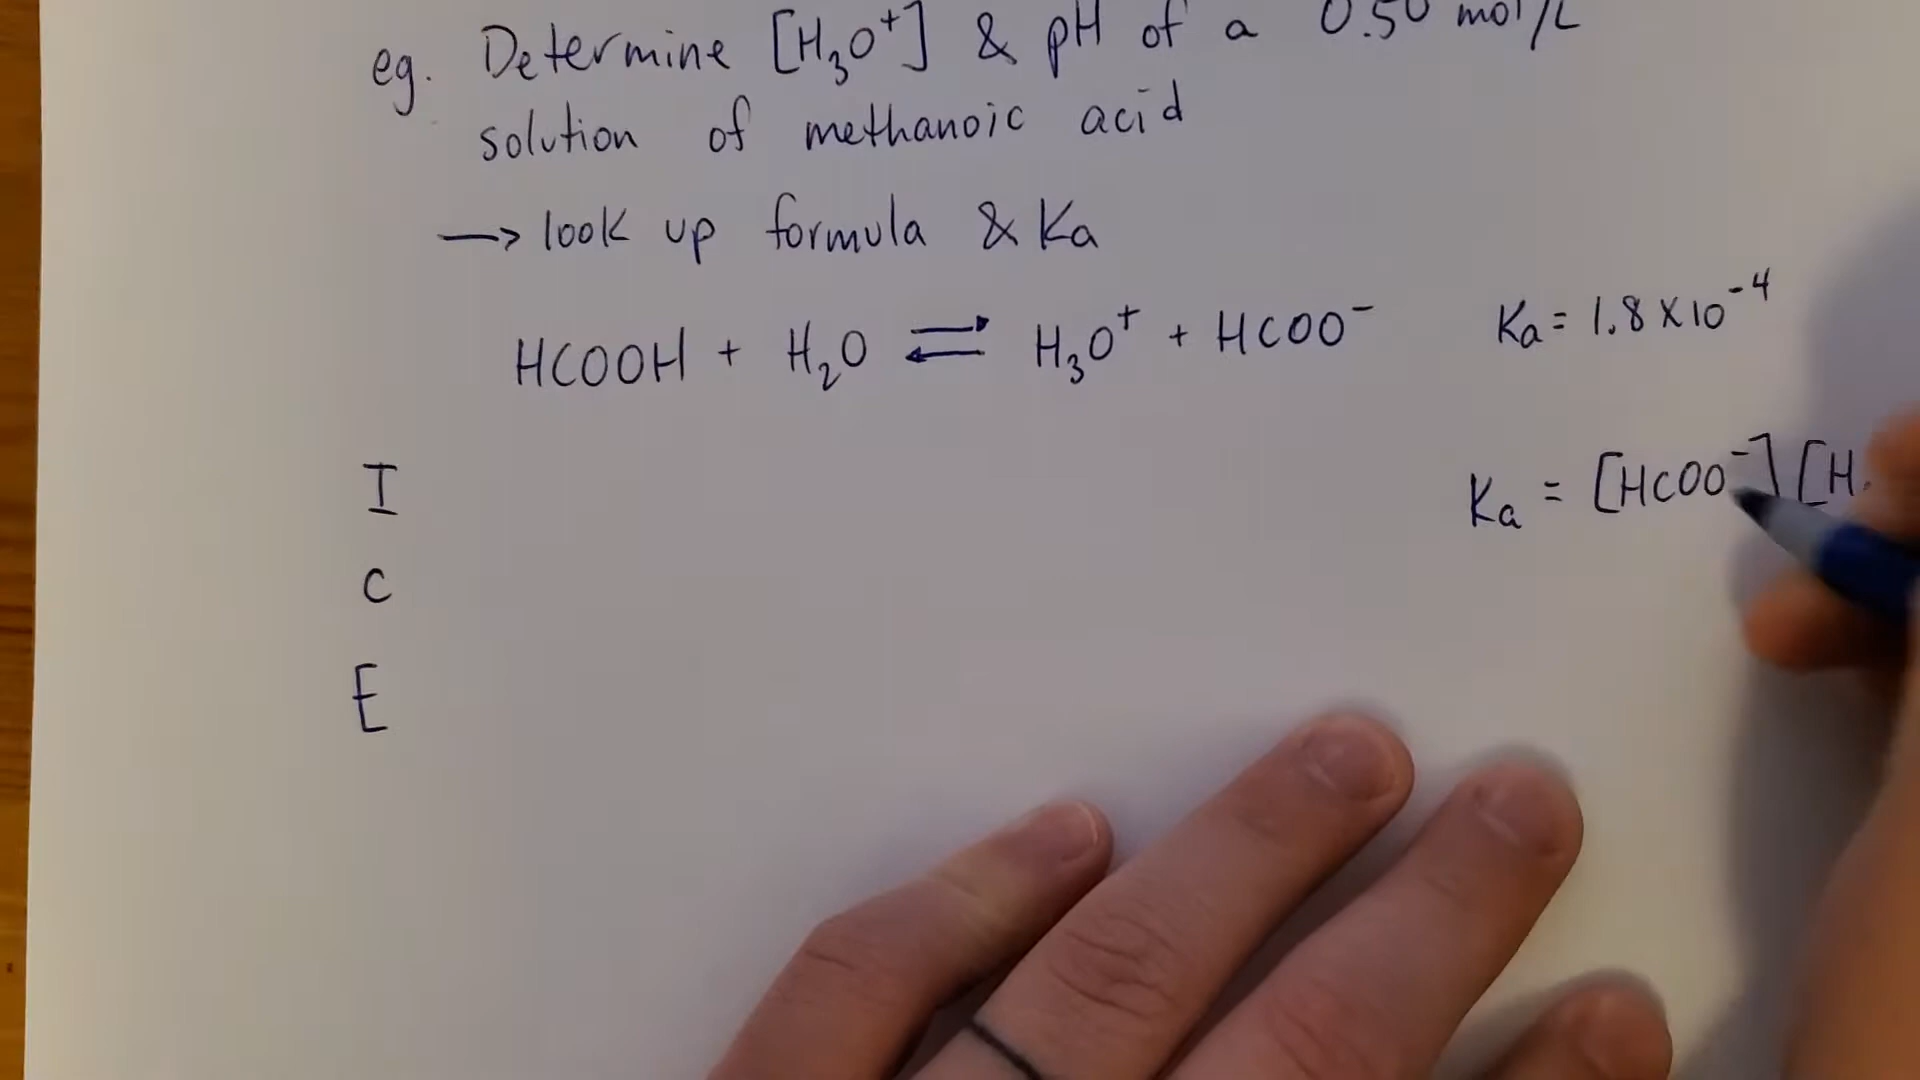 eg. Determine [H₃O⁺] & pH of a 0.50 mol/L
solution of methanoic acid
→ look up formula & Ka
HCOOH + H₂O ⇌ H₃O⁺ + HCOO⁻ Ka = 1.8 × 10⁻⁴
I
Ka = [HCOO⁻] [H
C
E